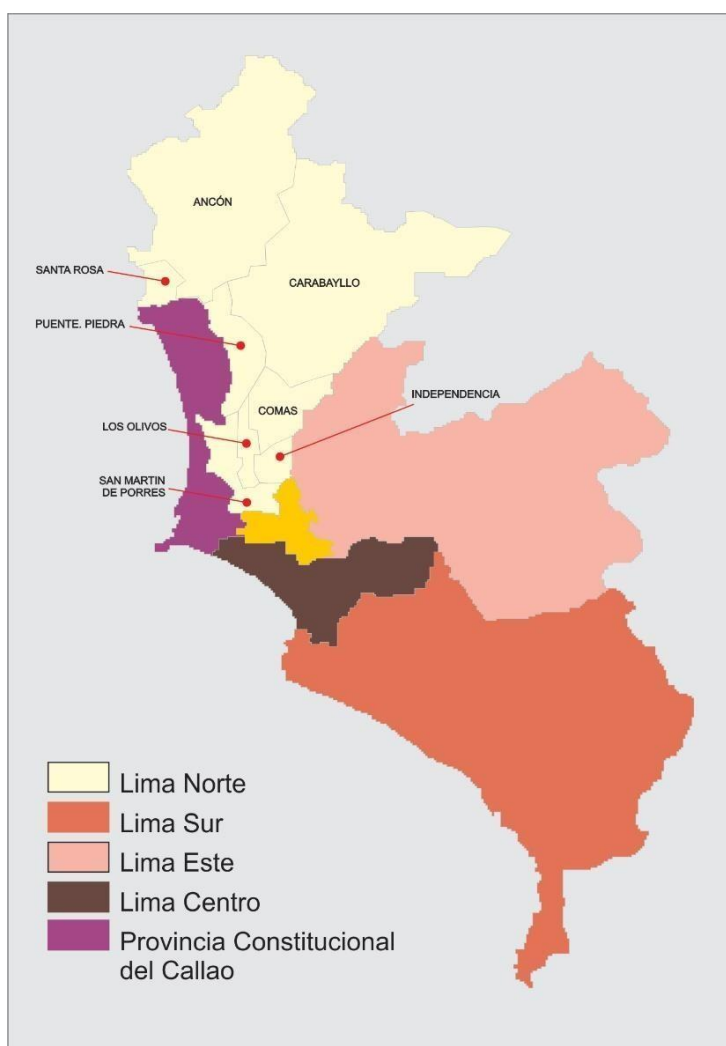 ANCÓN
SANTA ROSA
CARABAYLLO
PUENTE. PIEDRA
INDEPENDENCIA
COMAS
LOS OLIVOS
SAN MARTIN
DE PORRES
Lima Norte
Lima Sur
Lima Este
Lima Centro
Provincia Constitucional
del Callao